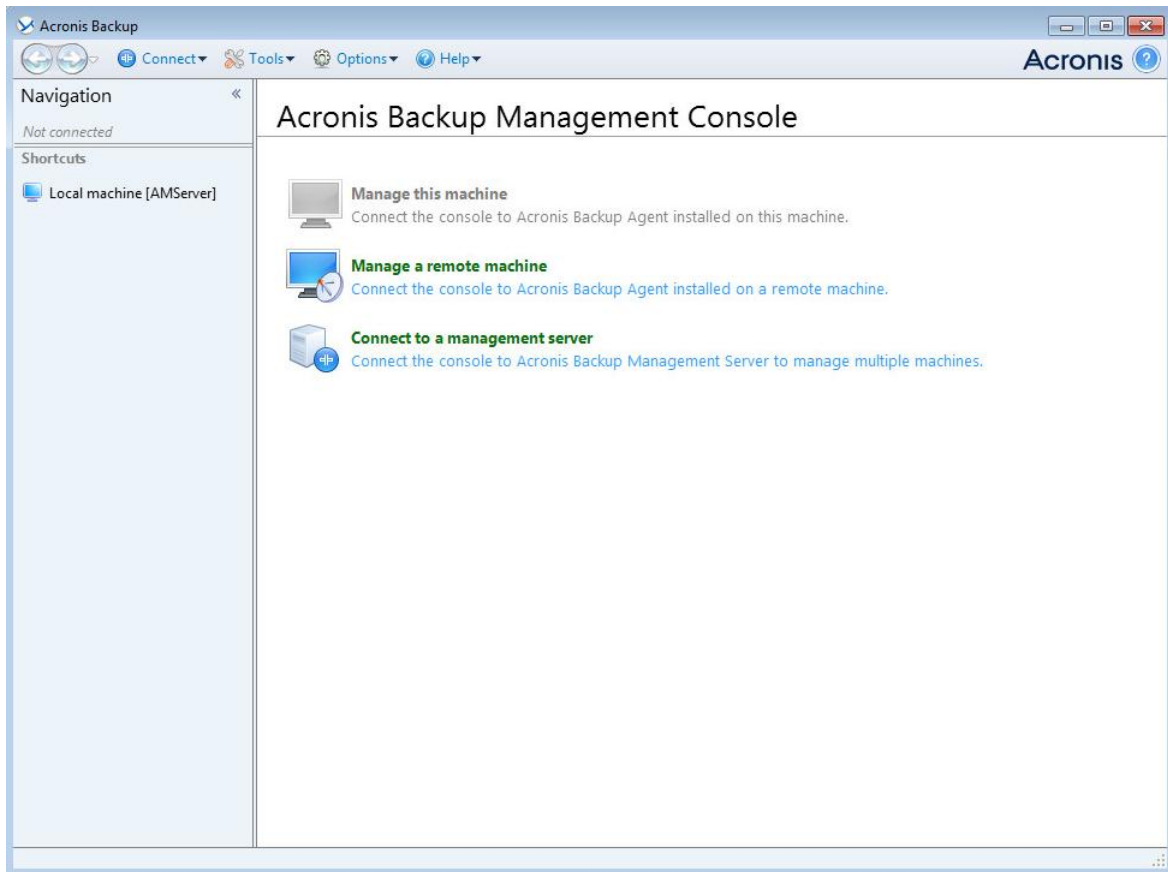 Acronis Backup
Connect Tools Options Help Acronis
Navigation
Not connected
Shortcuts
Local machine [AMServer]
Acronis Backup Management Console
Manage this machine
Connect the console to Acronis Backup Agent installed on this machine.
Manage a remote machine
Connect the console to Acronis Backup Agent installed on a remote machine.
Connect to a management server
Connect the console to Acronis Backup Management Server to manage multiple machines.